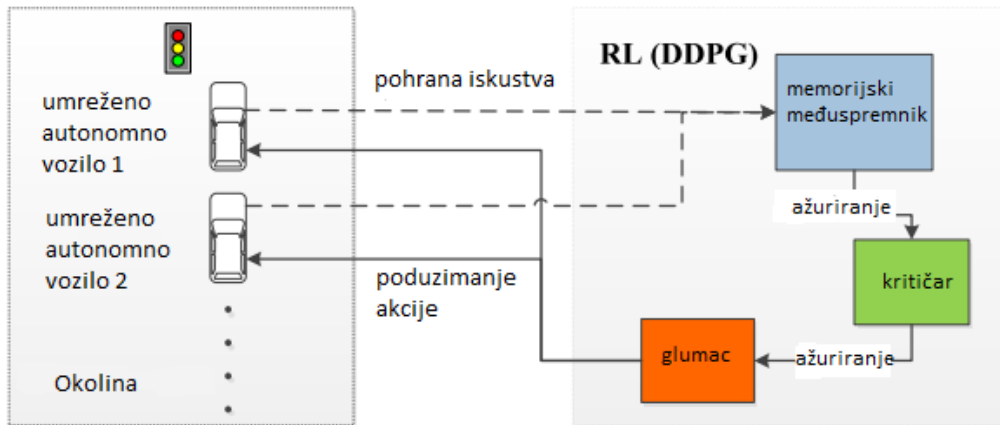 umreženo
autonomno
vozilo 1
umreženo
autonomno
vozilo 2
Okolina
pohrana iskustva
poduzimanje
akcije
RL (DDPG)
memorijski
međuspremnik
ažuriranje
kritičar
ažuriranje
glumac